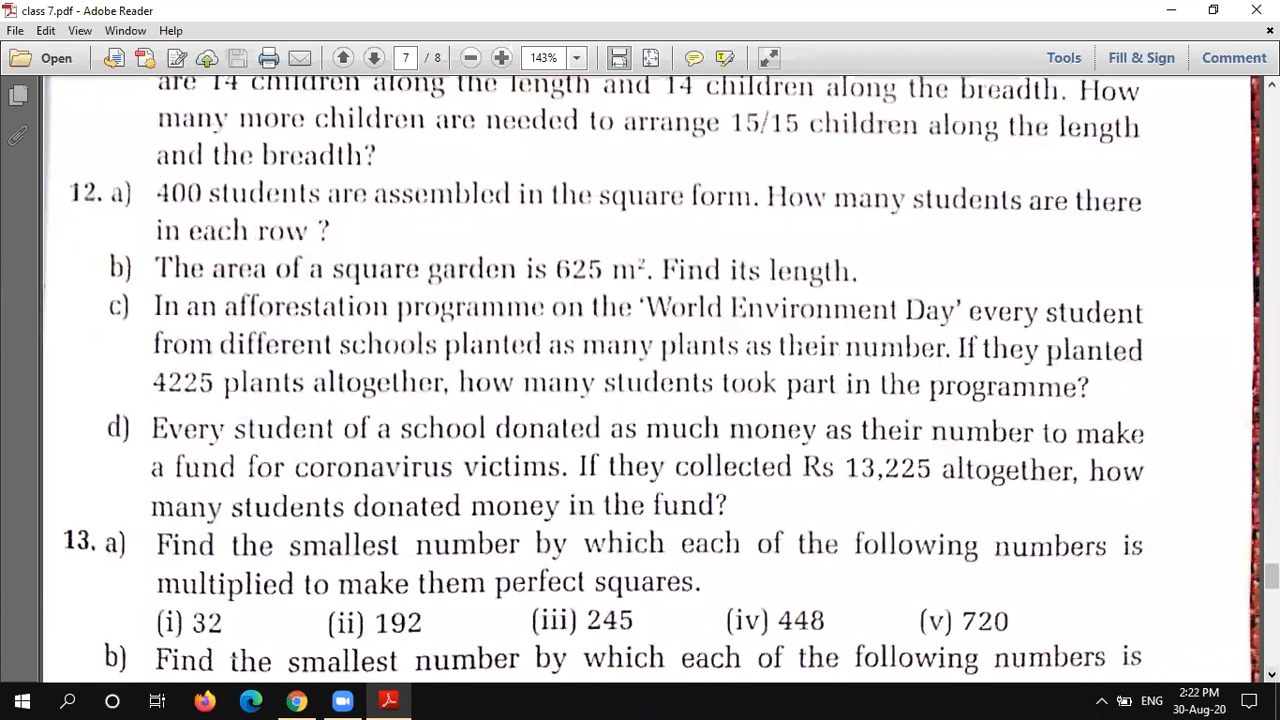 class 7.pdf - Adobe Reader
File Edit View Window Help
Open 7 / 8 143% Tools Fill & Sign Comment
are 14 children along the length and 14 children along the breadth. How
many more children are needed to arrange 15/15 children along the length
and the breadth?
12. a) 400 students are assembled in the square form. How many students are there
in each row ?
b) The area of a square garden is 625 m². Find its length.
c) In an afforestation programme on the ‘World Environment Day’ every student
from different schools planted as many plants as their number. If they planted
4225 plants altogether, how many students took part in the programme?
d) Every student of a school donated as much money as their number to make
a fund for coronavirus victims. If they collected Rs 13,225 altogether, how
many students donated money in the fund?
13. a) Find the smallest number by which each of the following numbers is
multiplied to make them perfect squares.
(i) 32 (ii) 192 (iii) 245 (iv) 448 (v) 720
b) Find the smallest number by which each of the following numbers is
ENG 2:22 PM
30-Aug-20